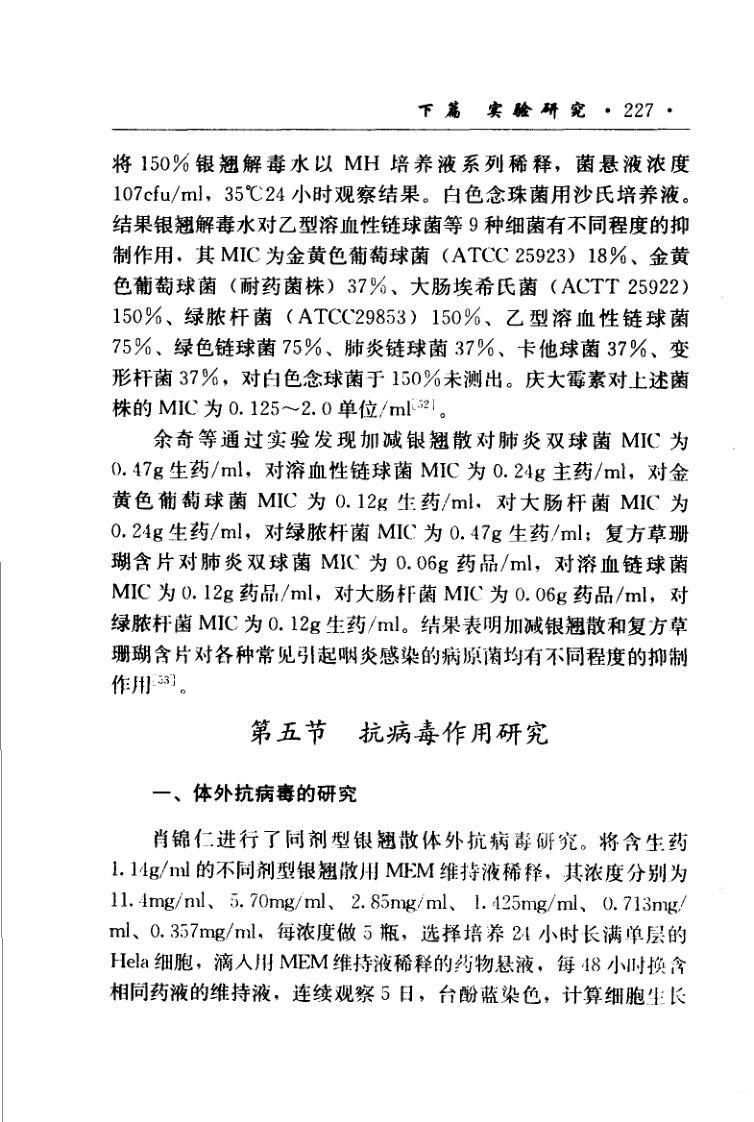 下篇 实验研究 · 227 ·
将 150％银翘解毒水以 MH 培养液系列稀释，菌悬液浓度
107cfu/ml，35℃24 小时观察结果。白色念珠菌用沙氏培养液。
结果银翘解毒水对乙型溶血性链球菌等 9 种细菌有不同程度的抑
制作用，其 MIC 为金黄色葡萄球菌（ATCC 25923）18％、金黄
色葡萄球菌（耐药菌株）37％、大肠埃希氏菌（ACTT 25922）
150％、绿脓杆菌（ATCC29853）150％、乙型溶血性链球菌
75％、绿色链球菌 75％、肺炎链球菌 37％、卡他球菌 37％、变
形杆菌 37％，对白色念球菌于 150％未测出。庆大霉素对上述菌
株的 MIC 为 0.125～2.0 单位/ml[52]。
余奇等通过实验发现加减银翘散对肺炎双球菌 MIC 为
0.47g 生药/ml，对溶血性链球菌 MIC 为 0.24g 主药/ml，对金
黄色葡萄球菌 MIC 为 0.12g 生药/ml，对大肠杆菌 MIC 为
0.24g 生药/ml，对绿脓杆菌 MIC 为 0.47g 生药/ml；复方草珊
瑚含片对肺炎双球菌 MIC 为 0.06g 药品/ml，对溶血链球菌
MIC 为 0.12g 药品/ml，对大肠杆菌 MIC 为 0.06g 药品/ml，对
绿脓杆菌 MIC 为 0.12g 生药/ml。结果表明加减银翘散和复方草
珊瑚含片对各种常见引起咽炎感染的病原菌均有不同程度的抑制
作用[53]。
第五节 抗病毒作用研究
一、体外抗病毒的研究
肖锦仁进行了同剂型银翘散体外抗病毒研究。将含生药
1.14g/ml 的不同剂型银翘散用 MEM 维持液稀释，其浓度分别为
11.4mg/ml、5.70mg/ml、2.85mg/ml、1.425mg/ml、0.713mg/
ml、0.357mg/ml，每浓度做 5 瓶，选择培养 24 小时长满单层的
Hela 细胞，滴入用 MEM 维持液稀释的药物悬液，每 48 小时换含
相同药液的维持液，连续观察 5 日，台酚蓝染色，计算细胞生长